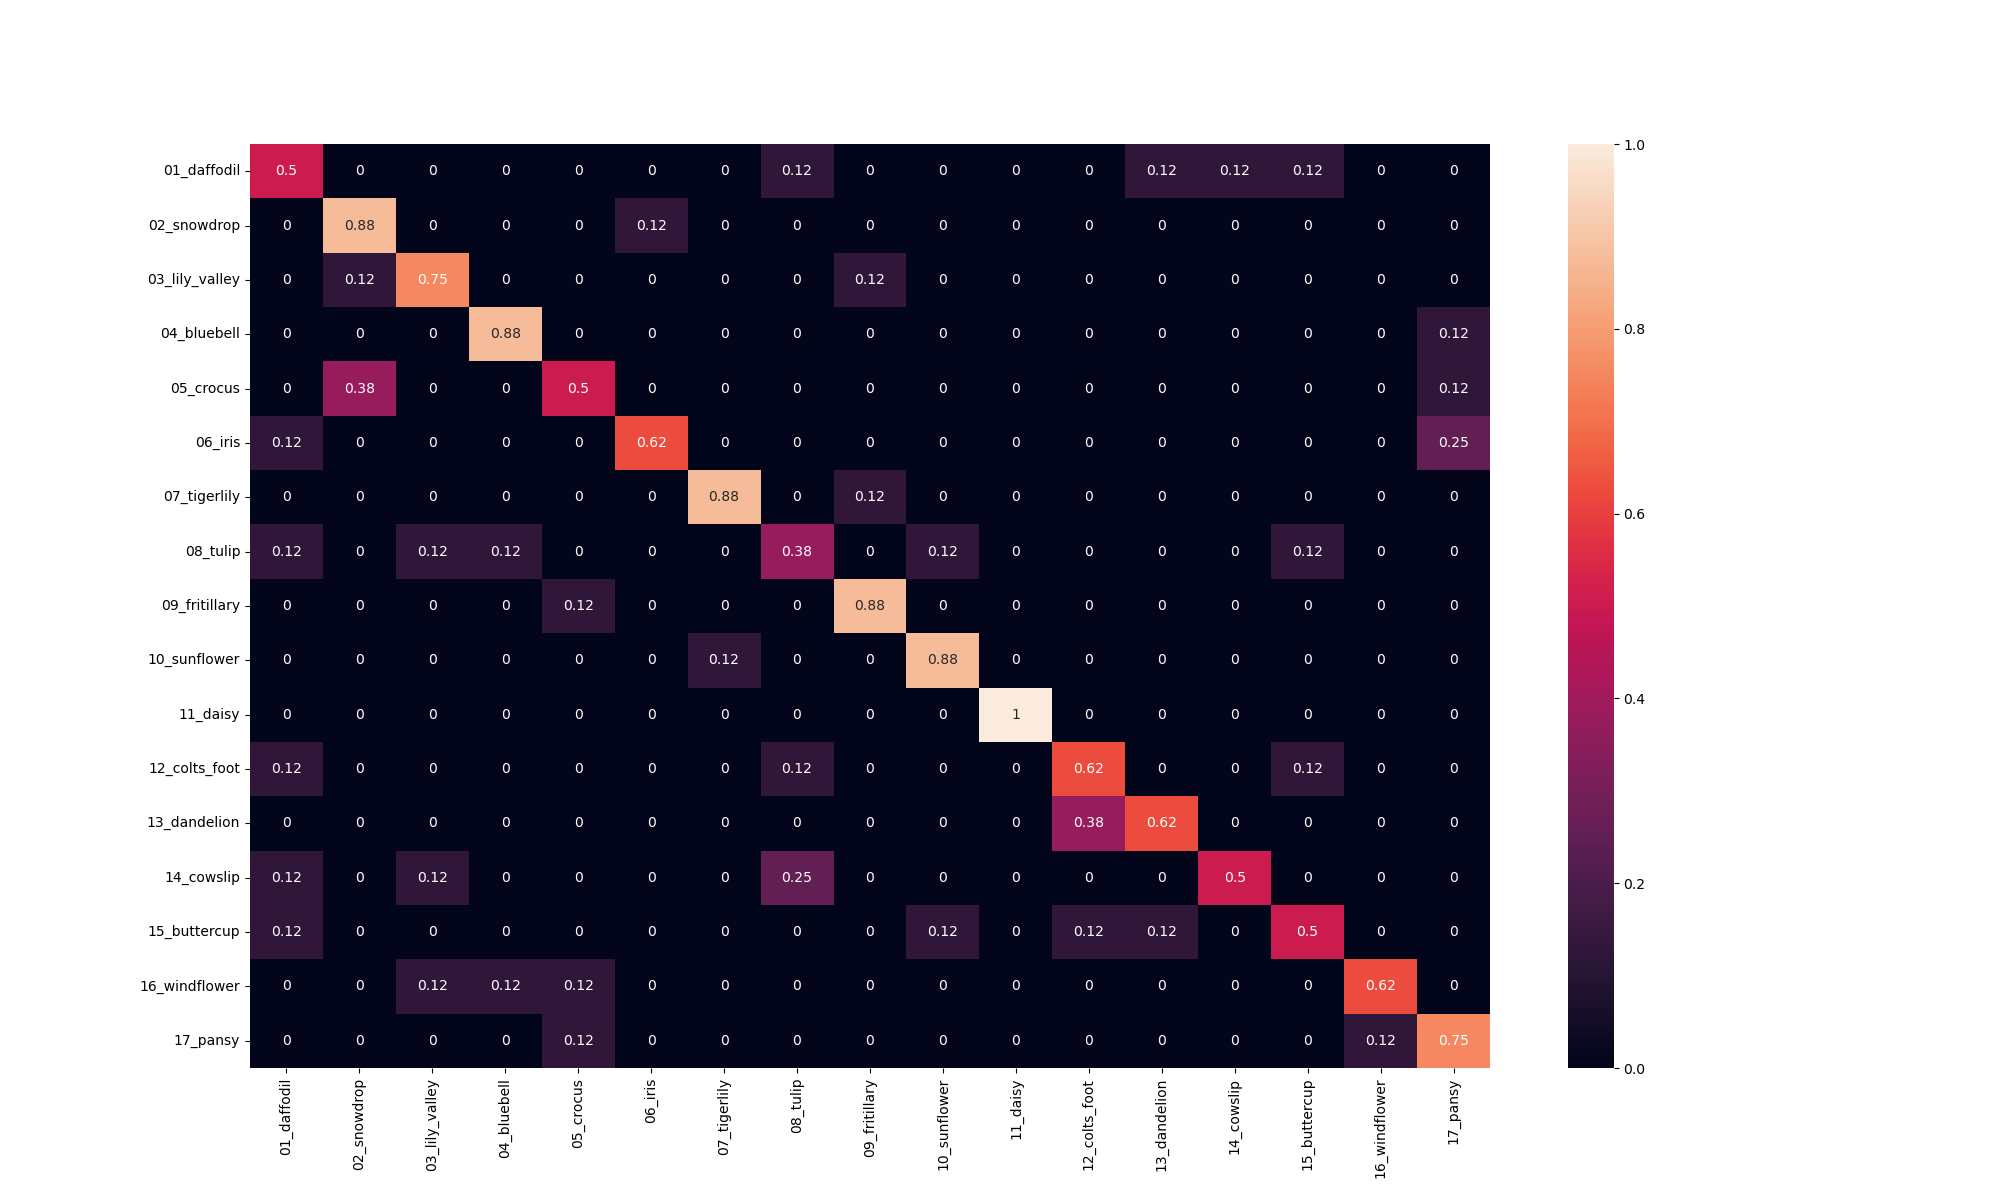 01_daffodil 0.5 0 0 0 0 0 0 0.12 0 0 0 0 0.12 0.12 0.12 0 0 1.0
02_snowdrop 0 0.88 0 0 0 0.12 0 0 0 0 0 0 0 0 0 0 0
03_lily_valley 0 0.12 0.75 0 0 0 0 0 0.12 0 0 0 0 0 0 0 0
04_bluebell 0 0 0 0.88 0 0 0 0 0 0 0 0 0 0 0 0 0.12 0.8
05_crocus 0 0.38 0 0 0.5 0 0 0 0 0 0 0 0 0 0 0 0.12
06_iris 0.12 0 0 0 0 0.62 0 0 0 0 0 0 0 0 0 0 0.25
07_tigerlily 0 0 0 0 0 0 0.88 0 0.12 0 0 0 0 0 0 0 0 0.6
08_tulip 0.12 0 0.12 0.12 0 0 0 0.38 0 0.12 0 0 0 0 0.12 0 0
09_fritillary 0 0 0 0 0.12 0 0 0 0.88 0 0 0 0 0 0 0 0
10_sunflower 0 0 0 0 0 0 0.12 0 0 0.88 0 0 0 0 0 0 0
11_daisy 0 0 0 0 0 0 0 0 0 0 1 0 0 0 0 0 0 0.4
12_colts_foot 0.12 0 0 0 0 0 0 0.12 0 0 0 0.62 0 0 0.12 0 0
13_dandelion 0 0 0 0 0 0 0 0 0 0 0 0.38 0.62 0 0 0 0
14_cowslip 0.12 0 0.12 0 0 0 0 0.25 0 0 0 0 0 0.5 0 0 0 0.2
15_buttercup 0.12 0 0 0 0 0 0 0 0 0.12 0 0.12 0.12 0 0.5 0 0
16_windflower 0 0 0.12 0.12 0.12 0 0 0 0 0 0 0 0 0 0 0.62 0
17_pansy 0 0 0 0 0.12 0 0 0 0 0 0 0 0 0 0 0.12 0.75 0.0
01_daffodil
02_snowdrop
03_lily_valley
04_bluebell
05_crocus
06_iris
07_tigerlily
08_tulip
09_fritillary
10_sunflower
11_daisy
12_colts_foot
13_dandelion
14_cowslip
15_buttercup
16_windflower
17_pansy